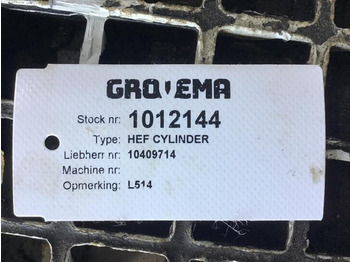 GROVEMA
Stock nr: 1012144
Type: HEF CYLINDER
Liebherr nr: 10409714
Machine nr:
Opmerking: L514